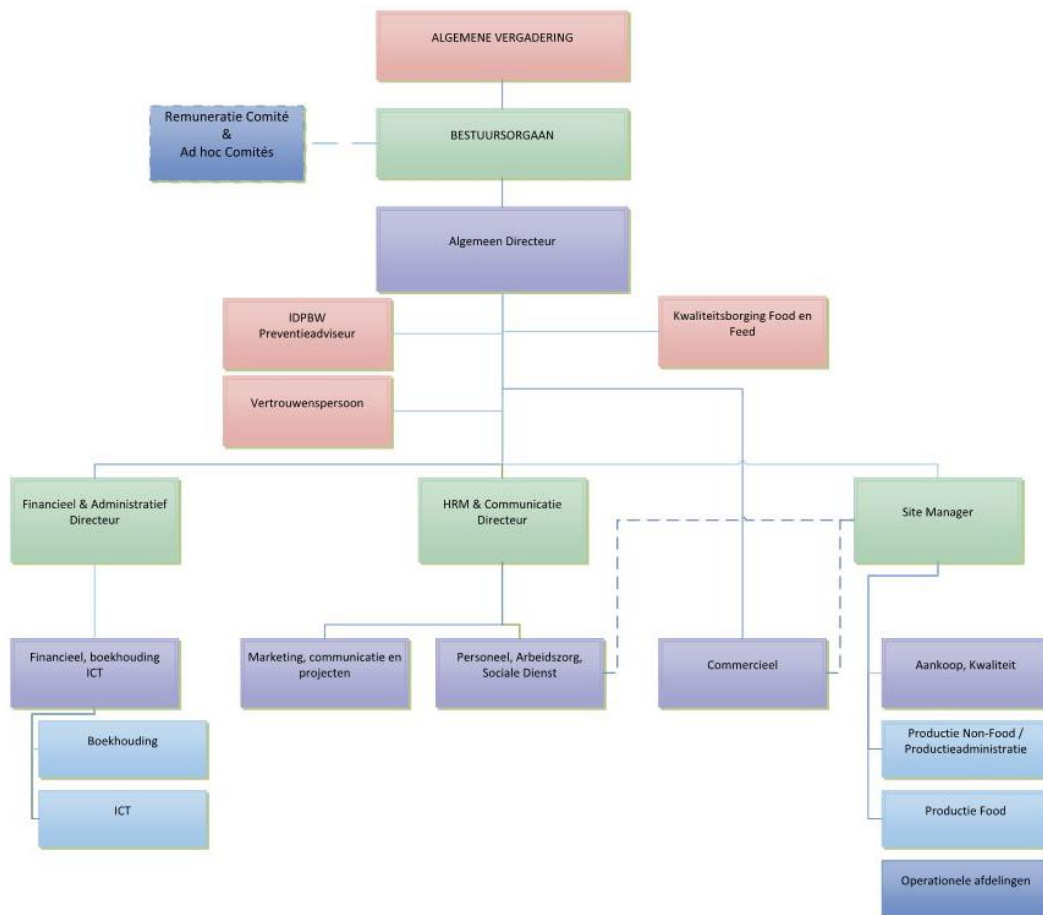 ALGEMENE VERGADERING
Remuneratie Comité
&
Ad hoc Comités
BESTUURSORGAAN
Algemeen Directeur
IDPBW
Preventieadviseur
Kwaliteitsborging Food en
Feed
Vertrouwenspersoon
Financieel & Administratief
Directeur
HRM & Communicatie
Directeur
Site Manager
Financieel, boekhouding
ICT
Marketing, communicatie en
projecten
Personeel, Arbeidszorg,
Sociale Dienst
Commercieel
Aankoop, Kwaliteit
Boekhouding
Productie Non-Food /
Productieadministratie
ICT
Productie Food
Operationele afdelingen